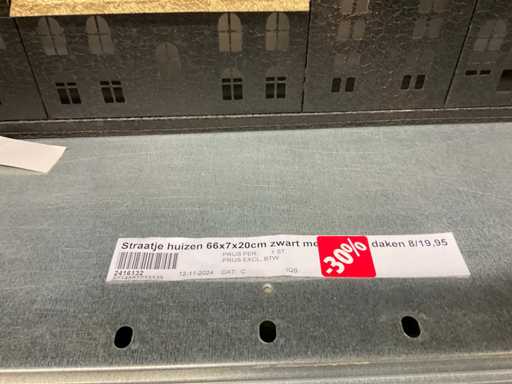 Straatje huizen 66x7x20cm zwart daken 8/19,95
PRIJS PER: 1 ST
PRIJS EXCL. BTW
-30%
2416132
12-11-2024 CAT: C